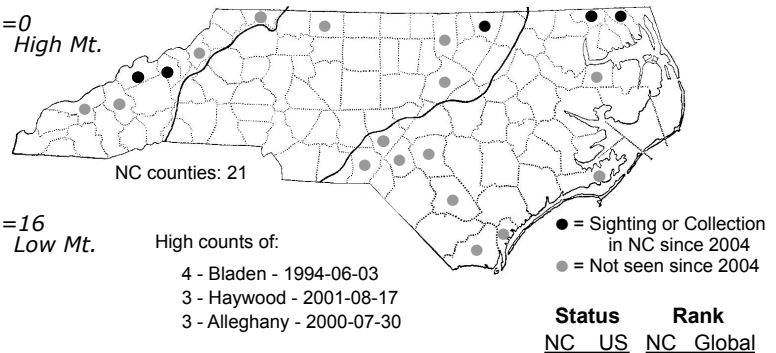 =0
High Mt.
NC counties: 21
=16
Low Mt.
High counts of:
4 - Bladen - 1994-06-03
3 - Haywood - 2001-08-17
3 - Alleghany - 2000-07-30
= Sighting or Collection
in NC since 2004
= Not seen since 2004
Status Rank
NC US NC Global